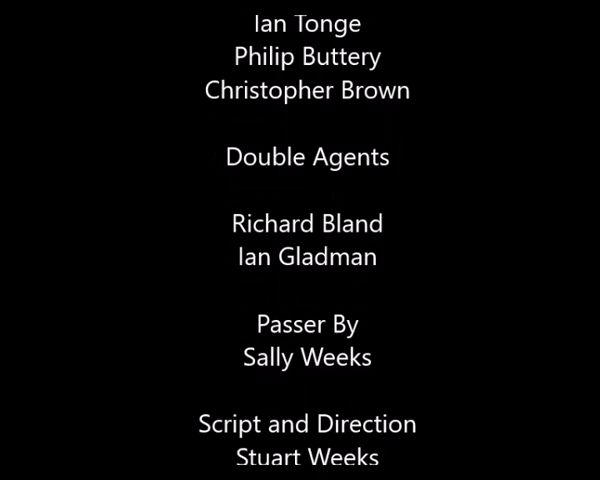 Ian Tonge
Philip Buttery
Christopher Brown
Double Agents
Richard Bland
Ian Gladman
Passer By
Sally Weeks
Script and Direction
Stuart Weeks